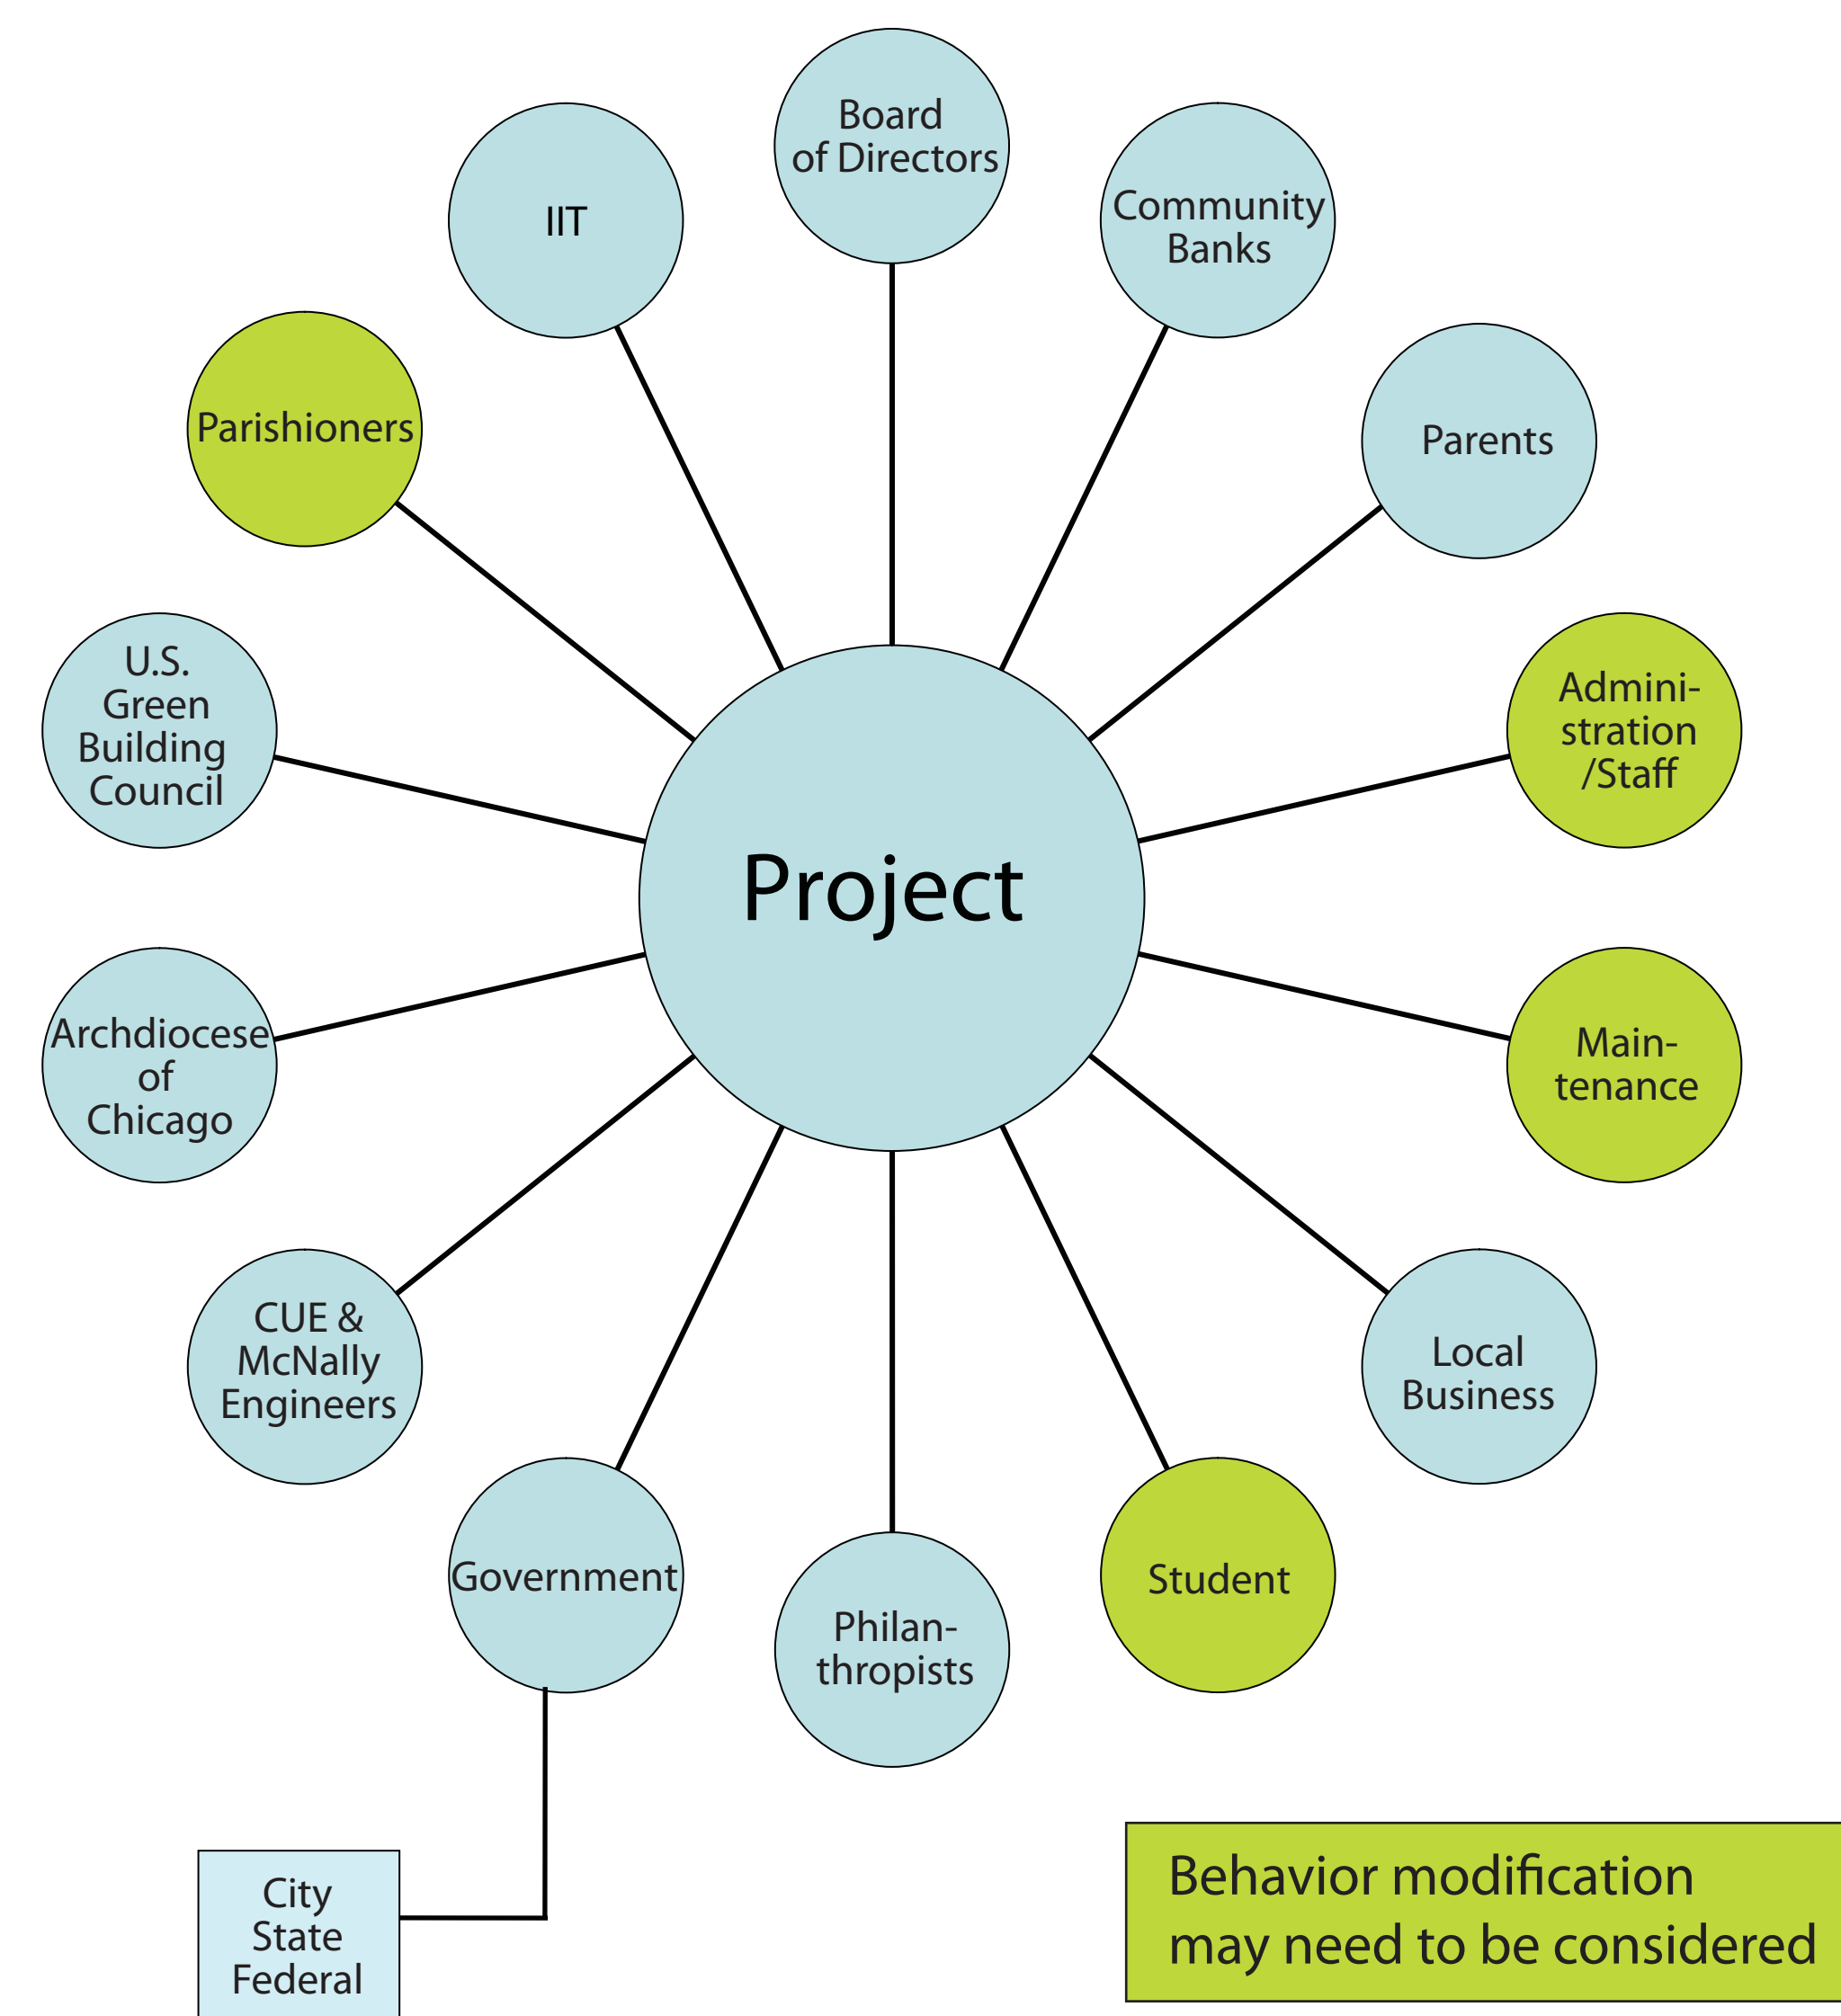 Board
of Directors
IIT
Community
Banks
Parishioners
Parents
U.S.
Green
Building
Council
Admini-
stration
/Staff
Project
Archdiocese
of
Chicago
Main-
tenance
CUE &
McNally
Engineers
Local
Business
Government
Student
Philan-
thropists
City
State
Federal
Behavior modification
may need to be considered